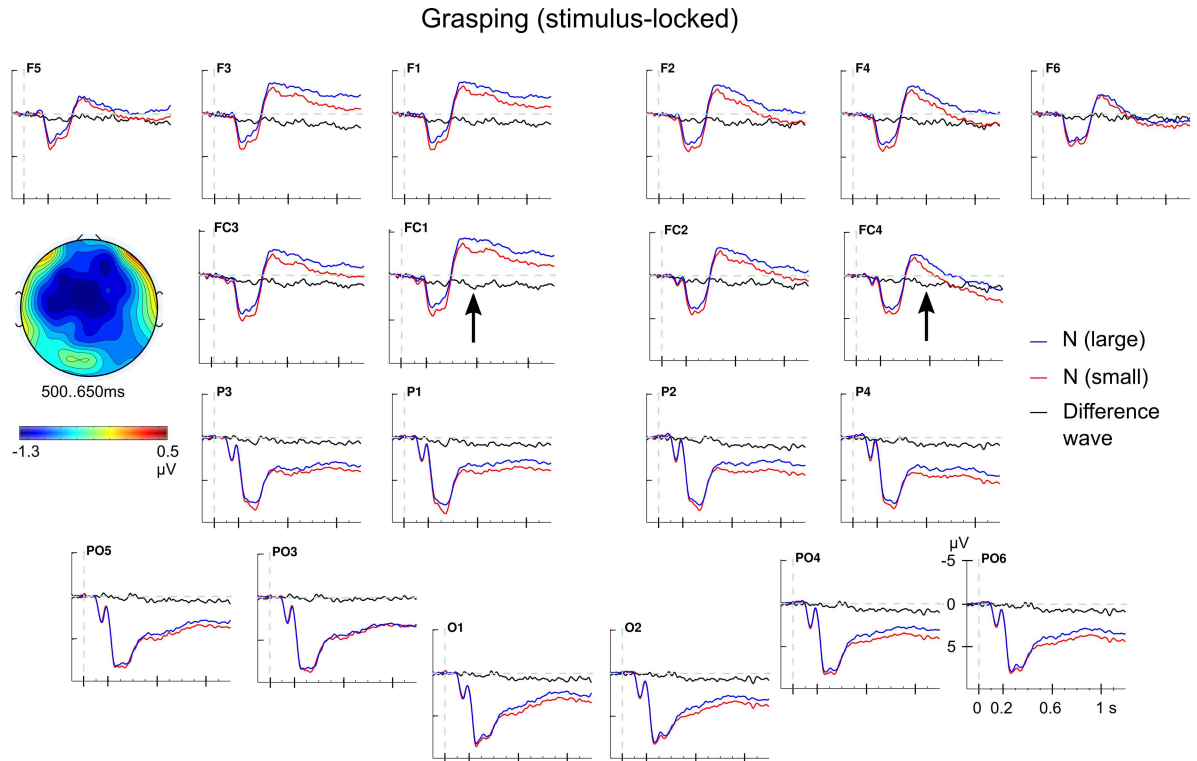 Grasping (stimulus-locked)
F5 F3 F1 F2 F4 F6
FC3 FC1 FC2 FC4
N (large)
N (small)
Difference
wave
500..650ms
-1.3 0.5
µV
P3 P1 P2 P4
PO5 PO3 PO4 PO6
µV
-5
0
5
0 0.2 0.6 1 s
O1 O2